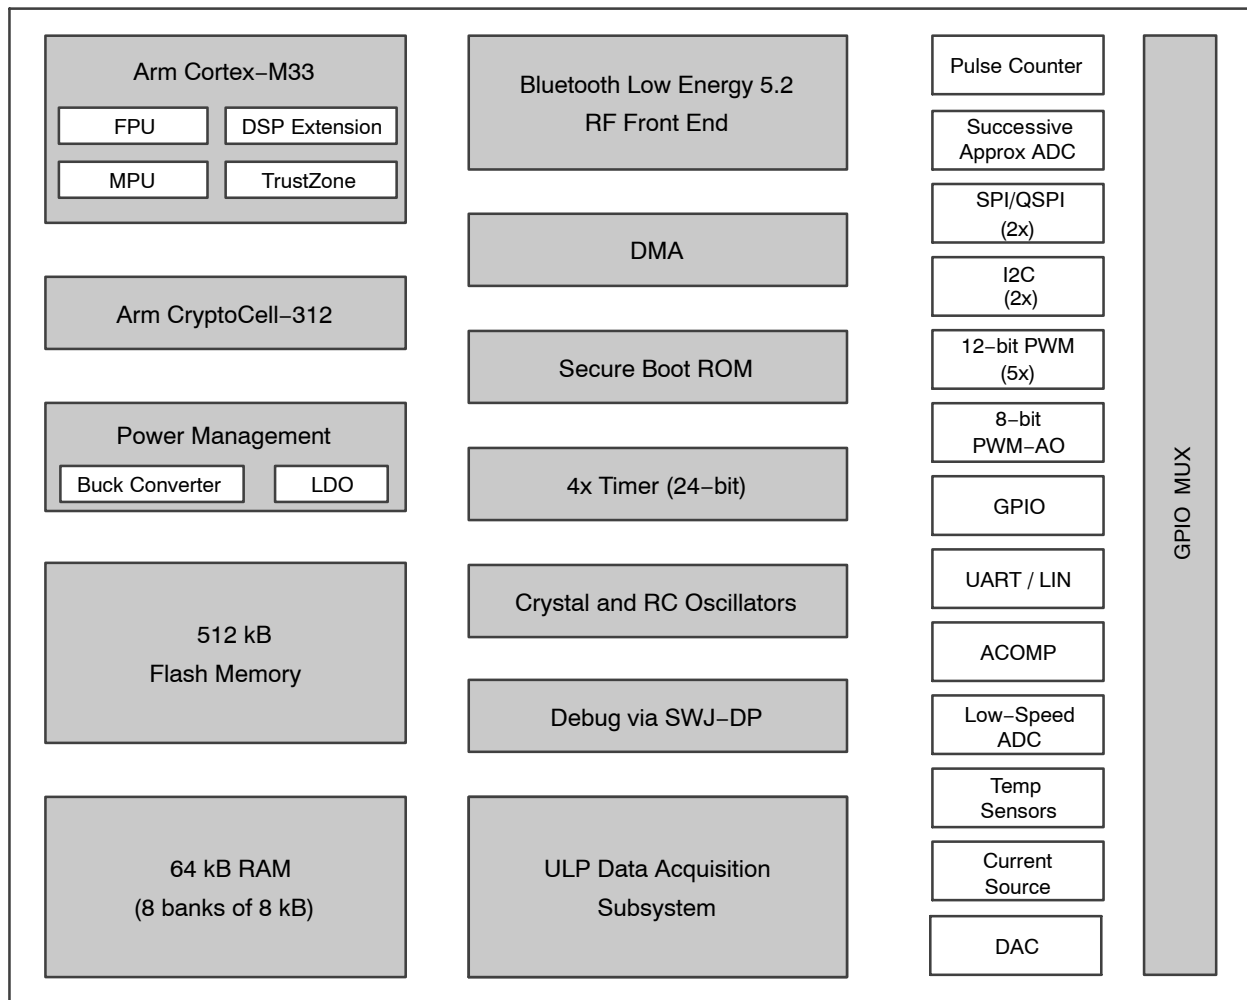 Arm Cortex−M33
FPU
DSP Extension
MPU
TrustZone
Arm CryptoCell−312
Power Management
Buck Converter
LDO
512 kB
Flash Memory
64 kB RAM
(8 banks of 8 kB)
Bluetooth Low Energy 5.2
RF Front End
DMA
Secure Boot ROM
4x Timer (24−bit)
Crystal and RC Oscillators
Debug via SWJ−DP
ULP Data Acquisition
Subsystem
Pulse Counter
Successive
Approx ADC
SPI/QSPI
(2x)
I2C
(2x)
12−bit PWM
(5x)
8−bit
PWM−AO
GPIO
UART / LIN
ACOMP
Low−Speed
ADC
Temp
Sensors
Current
Source
DAC
GPIO MUX